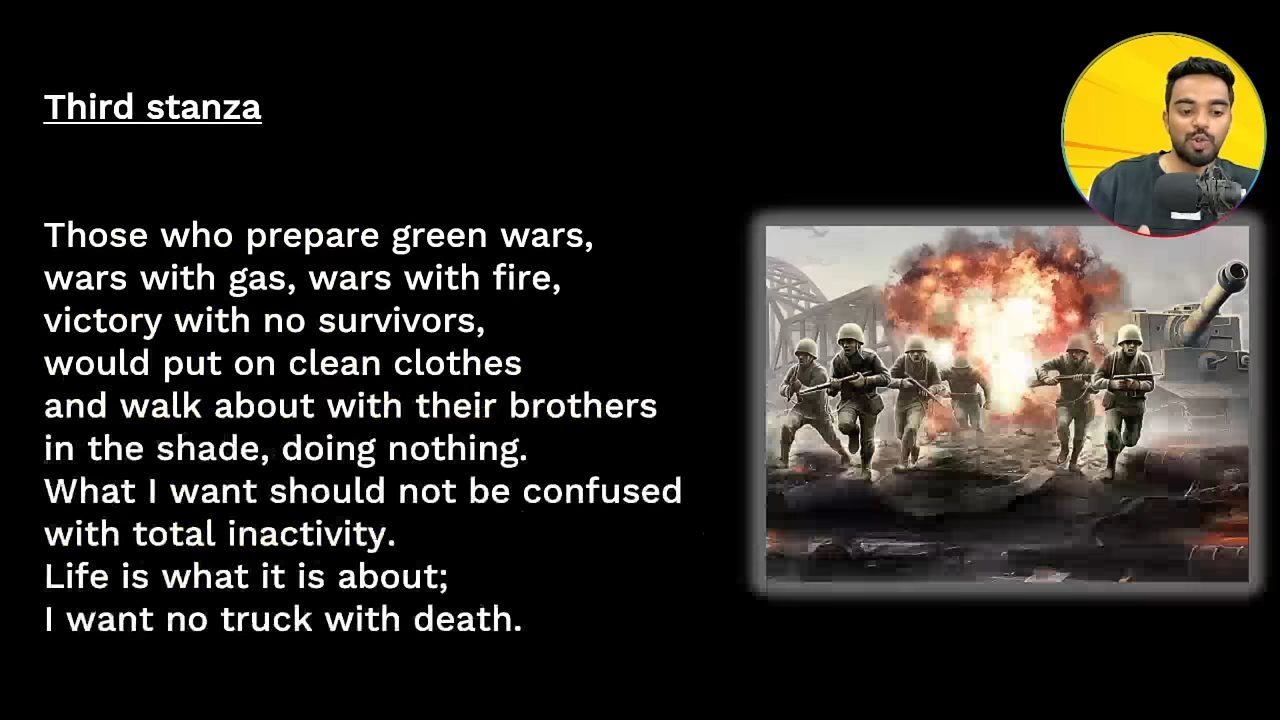 Third stanza
Those who prepare green wars,
wars with gas, wars with fire,
victory with no survivors,
would put on clean clothes
and walk about with their brothers
in the shade, doing nothing.
What I want should not be confused
with total inactivity.
Life is what it is about;
I want no truck with death.